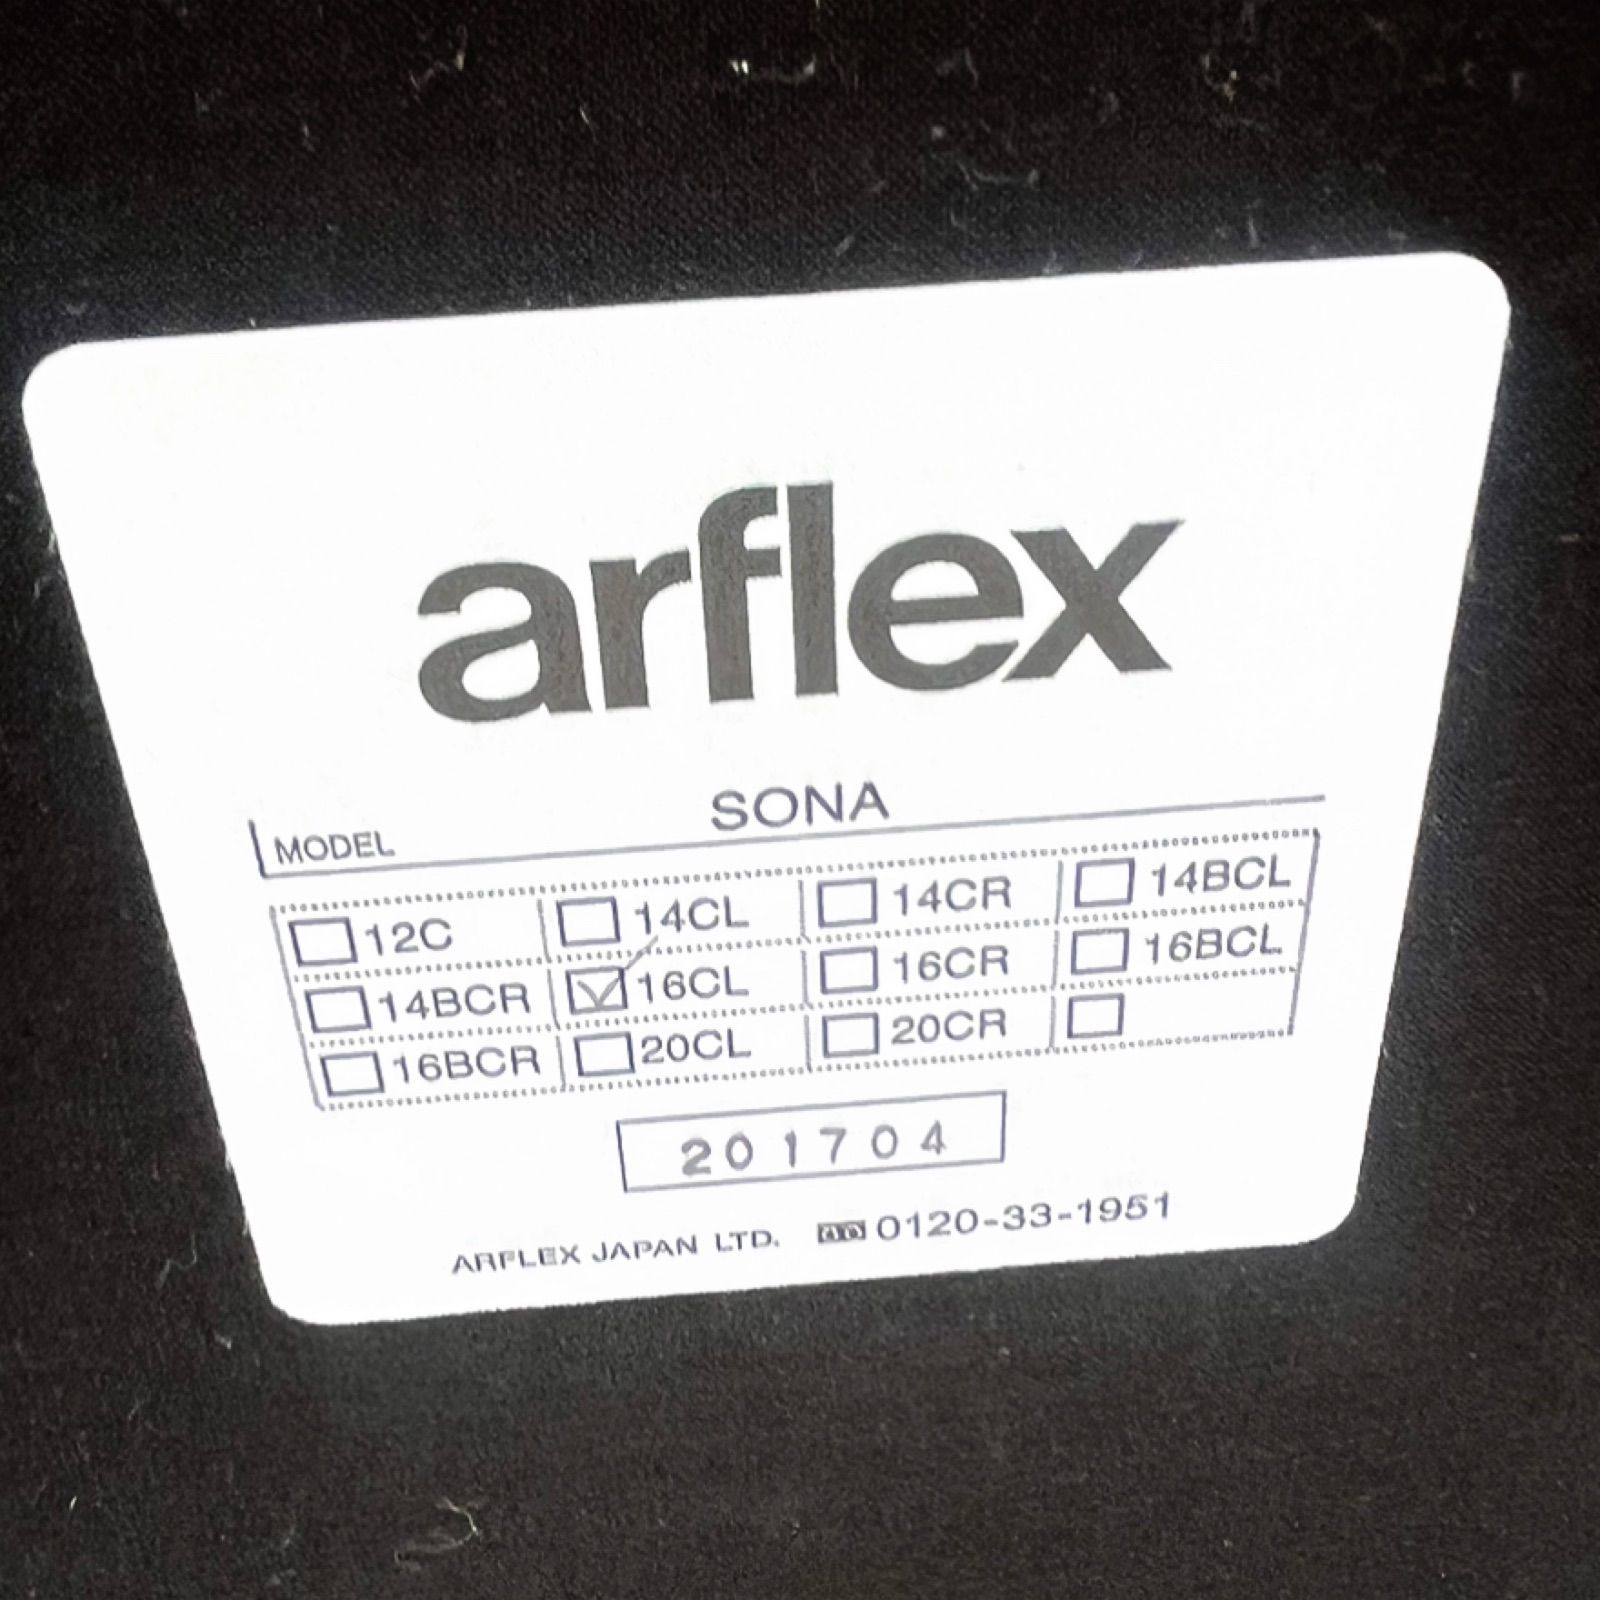 arflex
MODEL SONA
☐ 12C ☐ 14CL ☐ 14CR ☐ 14BCL
☐ 14BCR ☑ 16CL ☐ 16CR ☐ 16BCL
☐ 16BCR ☐ 20CL ☐ 20CR ☐
201704
ARFLEX JAPAN LTD. 0120-33-1951